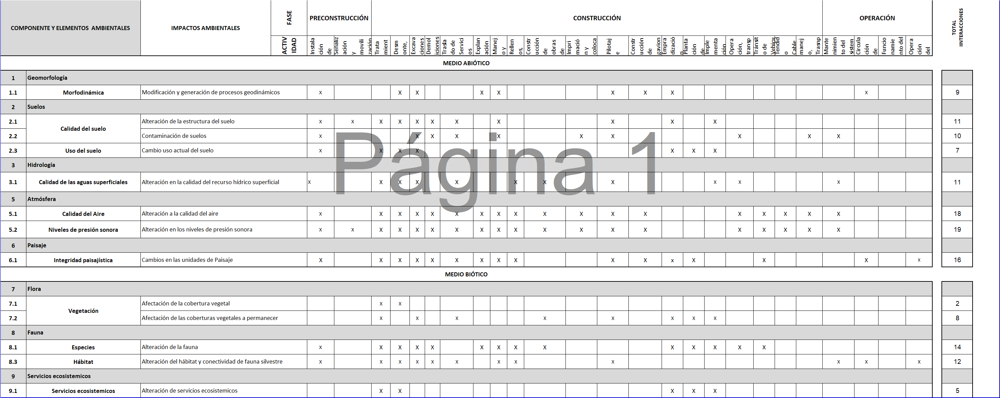 COMPONENTE Y ELEMENTOS AMBIENTALES IMPACTOS AMBIENTALES FASE PRECONSTRUCCIÓN CONSTRUCCIÓN OPERACIÓN TOTAL IINTERACCIONES
ACTIV IDAD Instala ción de Señaliz ación y movili zación Trata mient Desm onte, Excava ciones Demol iciones Trasla do de Servici os Explan ación Manej o y Rellen os, Constr ucción de obras de Impri mació n y coloca Pilotaj e Constr ucción de gavion Empra dizació n Planta ción de Imple menta ción Opera ción, transp Tránsit o de Vehícu Tendid o Cable manej o, Trasnp Mante nimien to del sistem Circula ción de Funcio namie nto del Opera ción del
MEDIO ABIÓTICO
1 Geomorfología
1.1 Morfodinámica Modificación y generación de procesos geodinámicos x X X X X X X X x 9
2 Suelos
2.1 Calidad del suelo Alteración de la estructura del suelo x x X X X X X X X X X 11
2.2 Contaminación de suelos x X X X X X X X X X 10
2.3 Uso del suelo Cambio uso actual del suelo x X X X X X X 7
3 Hidrología
3.1 Calidad de las aguas superficiales Alteración en la calidad del recurso hídrico superficial x X X X X X X X x x x 11
5 Atmósfera
5.1 Calidad del Aire Alteración a la calidad del aire x X X X X X X X X X X X X X X X X X 18
5.2 Niveles de presión sonora Alteración en los niveles de presión sonora x x X X X X X X X X X X X X X X X X X 19
6 Paisaje
6.1 Integridad paisajística Cambios en las unidades de Paisaje X X X X X X X X X X X x X X X x 16
MEDIO BIÓTICO
7 Flora
7.1 Vegetación Afectación de la cobertura vegetal x x 2
7.2 Afectación de las coberturas vegetales a permanecer x x x x x x x x 8
8 Fauna
8.1 Especies Alteración de la fauna x X X X X X X X X X X X X X 14
8.3 Hábitat Alteración del hábitat y conectividad de fauna silvestre x x x x x x x x x x x x 12
9 Servicios ecosistemicos
9.1 Servicios ecosistemicos Alteración de servicios ecosistemicos X X X X X 5
Página 1